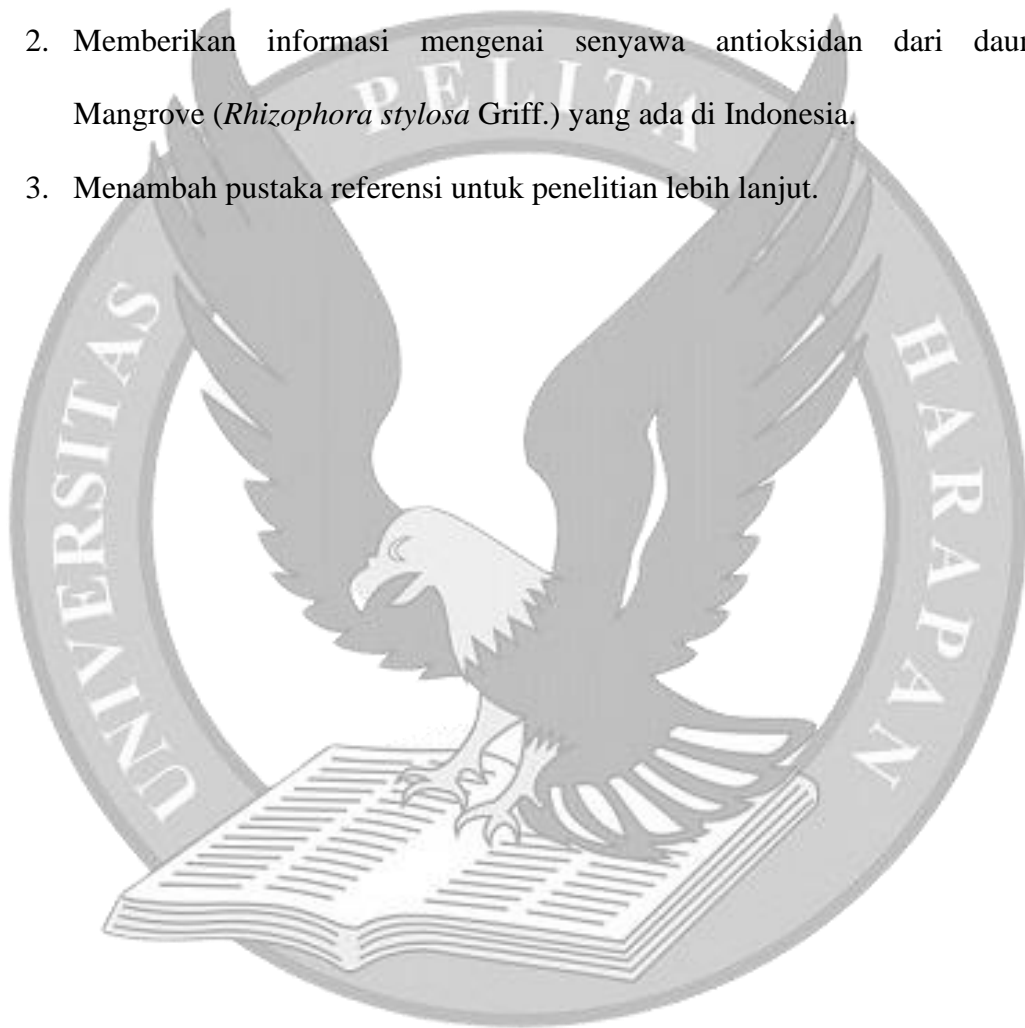 2. Memberikan informasi mengenai senyawa antioksidan dari daun
Mangrove (Rhizophora stylosa Griff.) yang ada di Indonesia.
3. Menambah pustaka referensi untuk penelitian lebih lanjut.
UNIVERSITAS PELITA HARAPAN